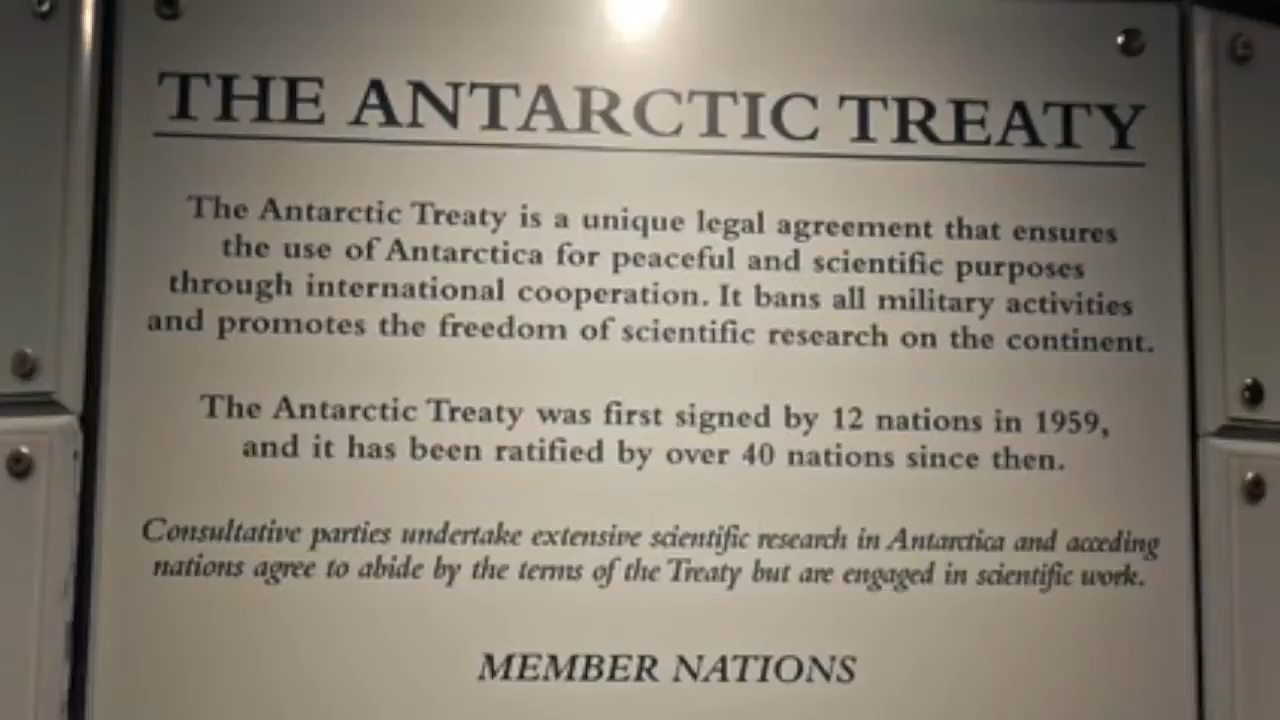 THE ANTARCTIC TREATY
The Antarctic Treaty is a unique legal agreement that ensures
the use of Antarctica for peaceful and scientific purposes
through international cooperation. It bans all military activities
and promotes the freedom of scientific research on the continent.
The Antarctic Treaty was first signed by 12 nations in 1959,
and it has been ratified by over 40 nations since then.
Consultative parties undertake extensive scientific research in Antarctica and acceding
nations agree to abide by the terms of the Treaty but are engaged in scientific work.
MEMBER NATIONS